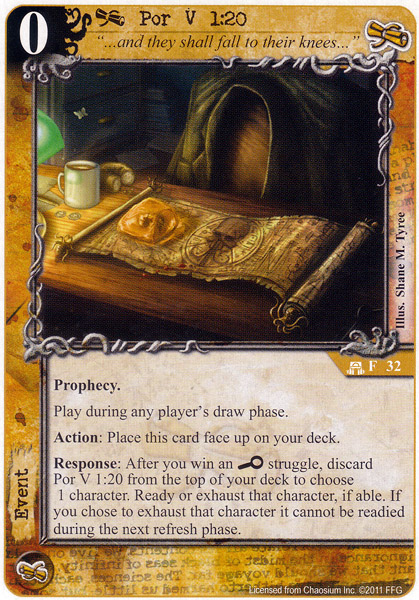 0
Por V 1:20
"...and they shall fall to their knees..."
Illus. Shane M. Tyree
F 32
Prophecy.
Play during any player's draw phase.
Action: Place this card face up on your deck.
Response: After you win an struggle, discard
Por V 1:20 from the top of your deck to choose
1 character. Ready or exhaust that character, if able. If
you chose to exhaust that character it cannot be readied
during the next refresh phase.
Event
Licensed from Chaosium Inc. ©2011 FFG